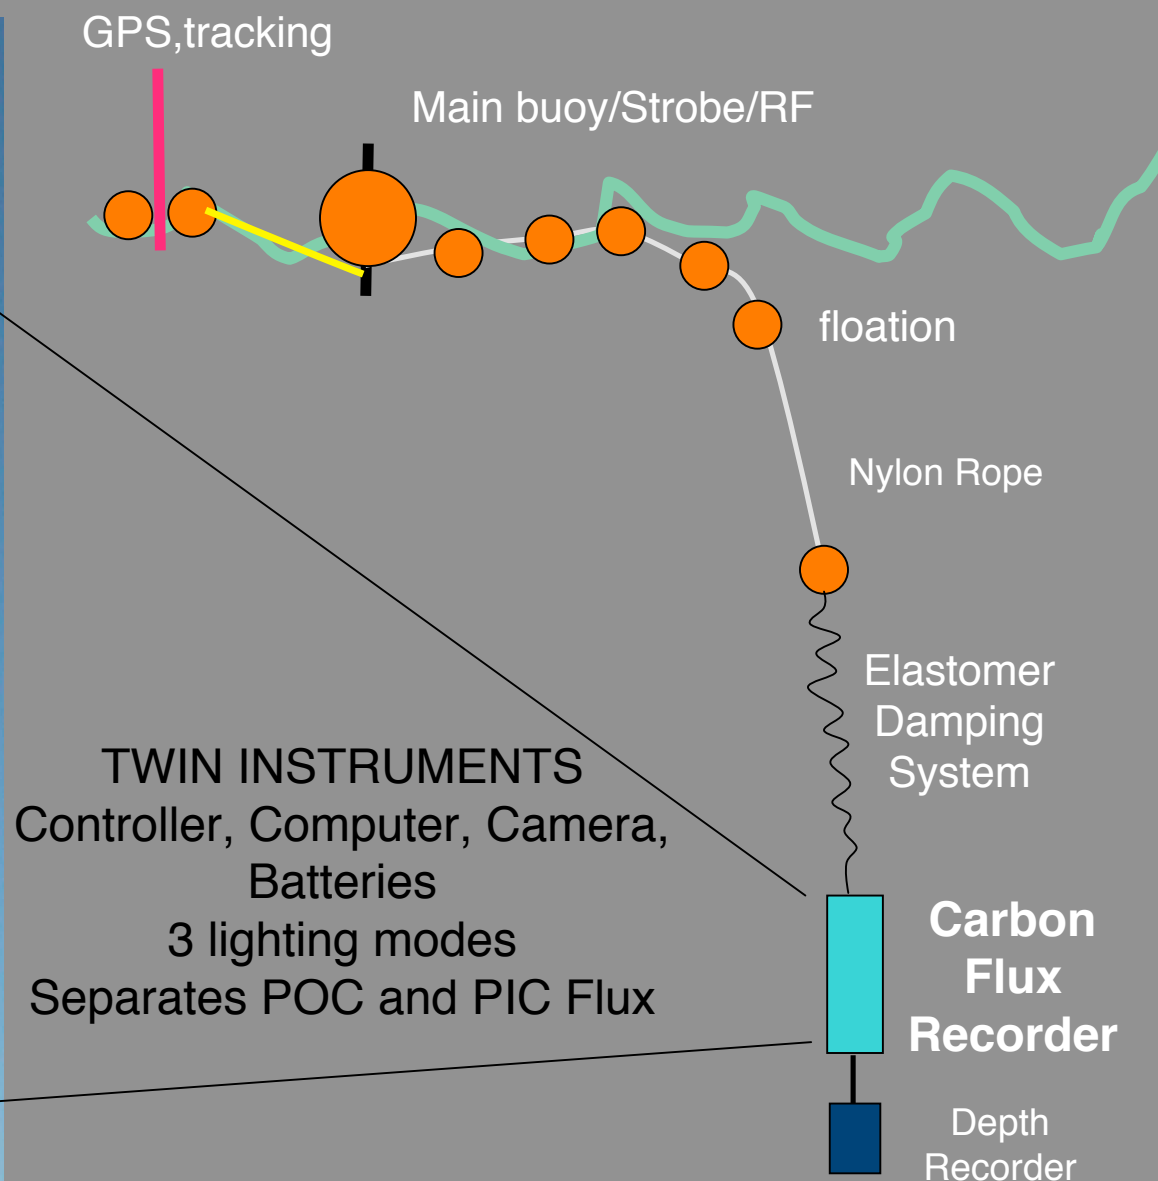 GPS,tracking
Main buoy/Strobe/RF
floation
Nylon Rope
Elastomer
Damping
System
TWIN INSTRUMENTS
Controller, Computer, Camera,
Batteries
3 lighting modes
Separates POC and PIC Flux
Carbon
Flux
Recorder
Depth
Recorder